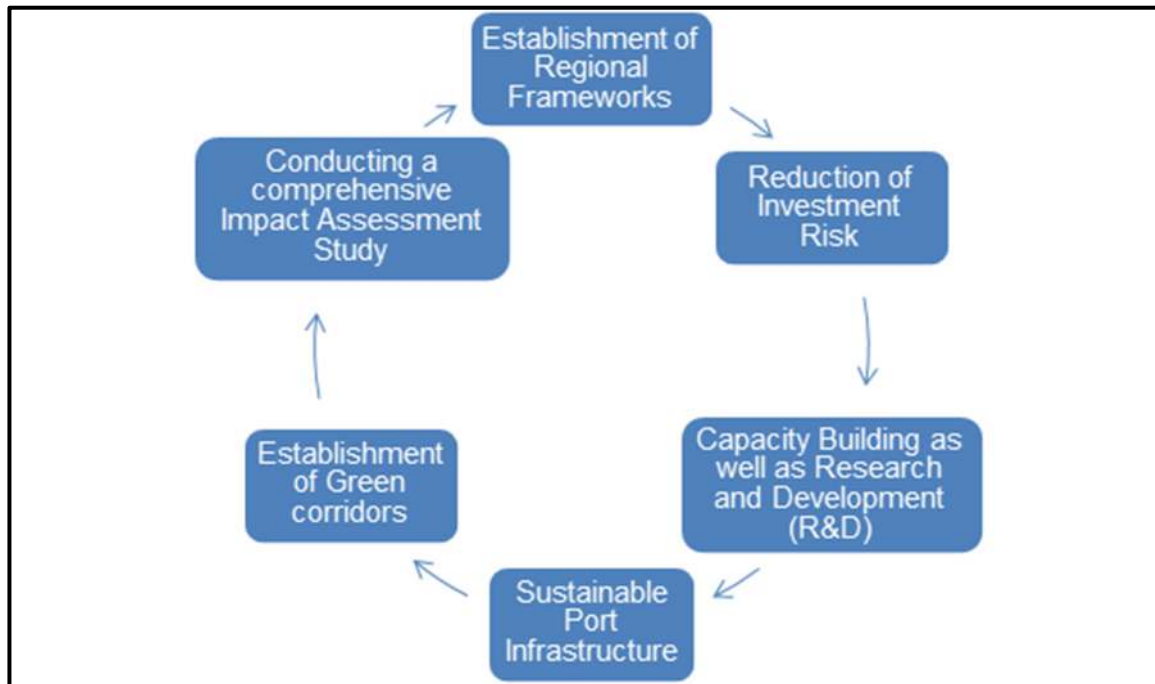 Establishment of
Regional
Frameworks
Reduction of
Investment
Risk
Capacity Building as
well as Research
and Development
(R&D)
Sustainable
Port
Infrastructure
Establishment
of Green
corridors
Conducting a
comprehensive
Impact Assessment
Study